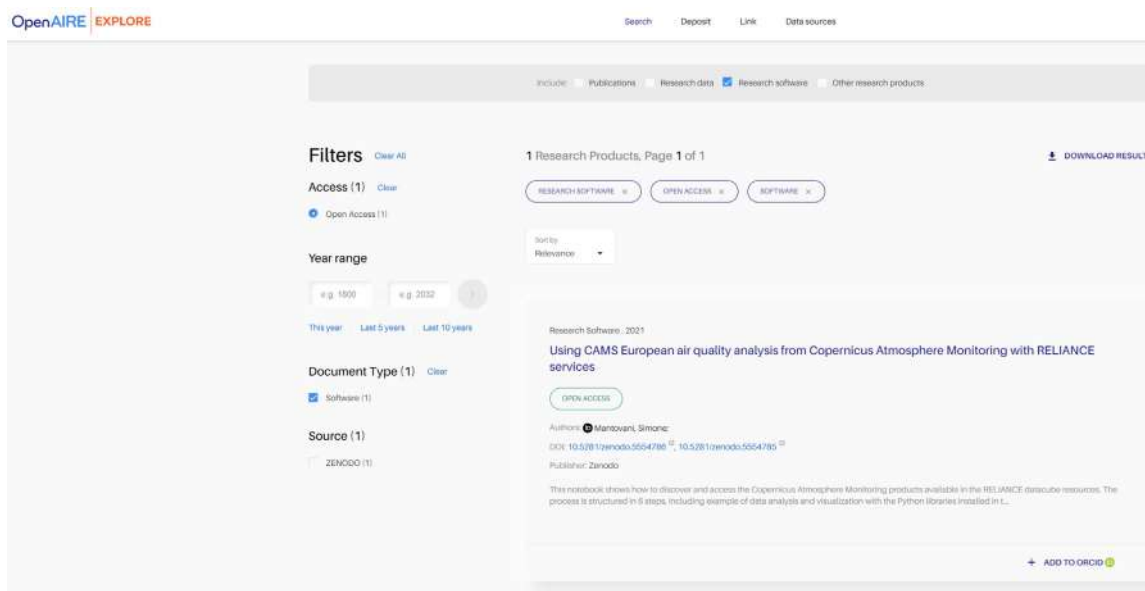 OpenAIRE EXPLORE
Search Deposit Link Data sources
Include: Publications Research data Research software Other research products
Filters Clear All
Access (1) Clear
Open Access (1)
Year range
e.g. 1800 e.g. 2032
This year Last 5 years Last 10 years
Document Type (1) Clear
Software (1)
Source (1)
ZENODO (1)
1 Research Products, Page 1 of 1
DOWNLOAD RESULT
RESEARCH SOFTWARE × OPEN ACCESS × SOFTWARE ×
Sort by
Relevance
Research Software . 2021
Using CAMS European air quality analysis from Copernicus Atmosphere Monitoring with RELIANCE
services
OPEN ACCESS
Authors: Mantovani, Simone;
DOI: 10.5281/zenodo.5554786 , 10.5281/zenodo.5554785
Publisher: Zenodo
This notebook shows how to discover and access the Copernicus Atmosphere Monitoring products available in the RELIANCE datacube resources. The
process is structured in 6 steps, including example of data analysis and visualization with the Python libraries installed in t...
+ ADD TO ORCID iD